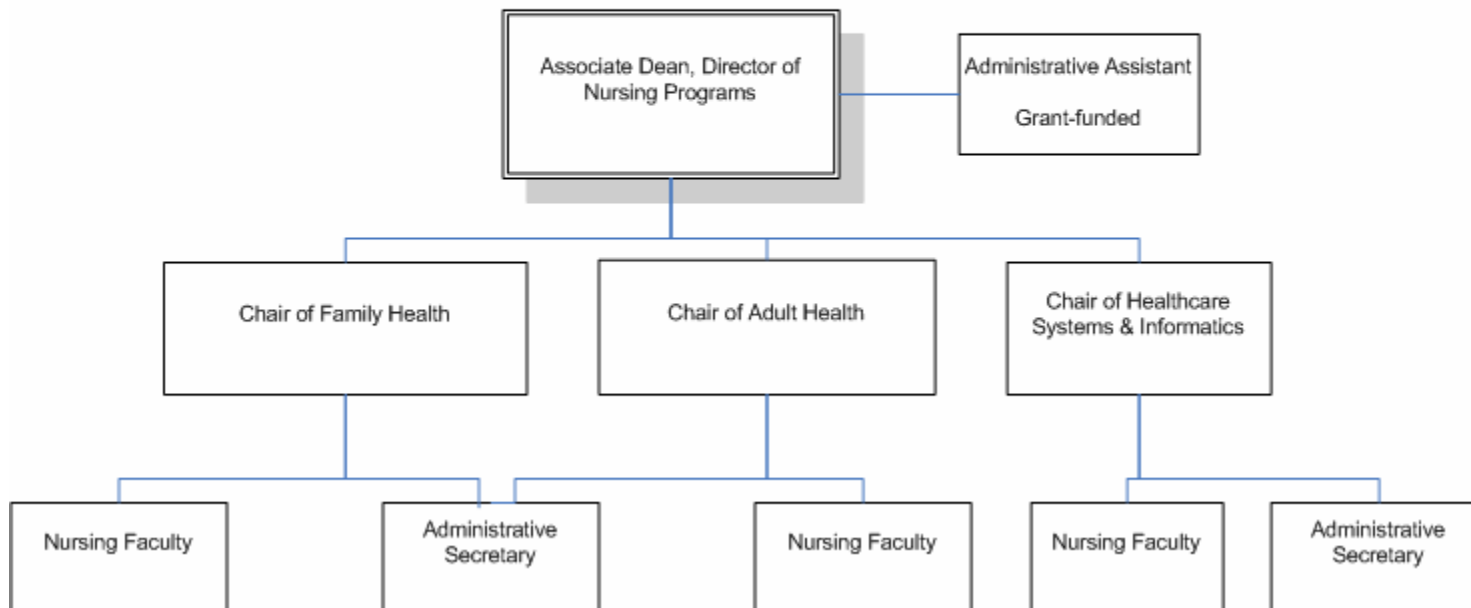 Associate Dean, Director of
Nursing Programs
Administrative Assistant
Grant-funded
Chair of Family Health
Chair of Adult Health
Chair of Healthcare
Systems & Informatics
Nursing Faculty
Administrative
Secretary
Nursing Faculty
Nursing Faculty
Administrative
Secretary